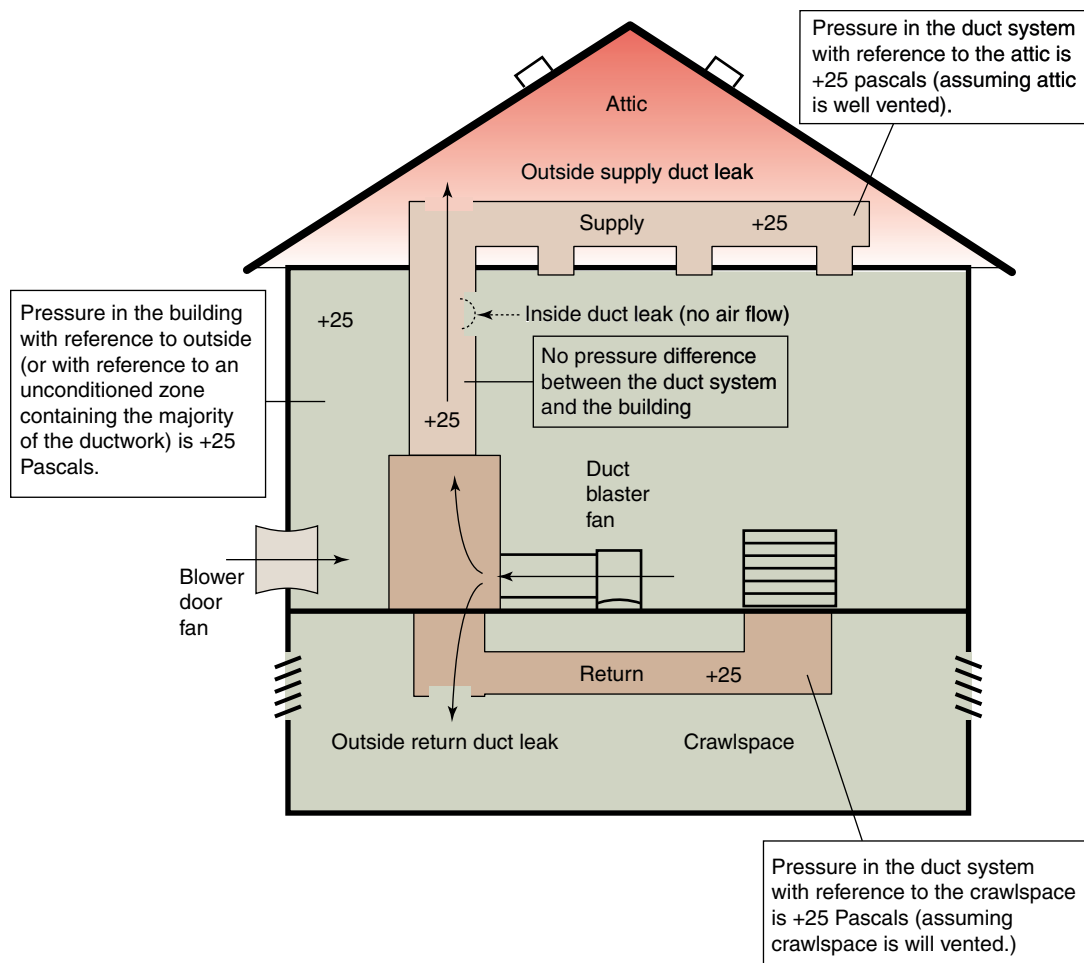 Pressure in the duct system
with reference to the attic is
+25 pascals (assuming attic
is well vented).
Attic
Outside supply duct leak
Supply
+25
Pressure in the building
with reference to outside
(or with reference to an
unconditioned zone
containing the majority
of the ductwork) is +25
Pascals.
+25
Inside duct leak (no air flow)
No pressure difference
between the duct system
and the building
+25
Duct
blaster
fan
Blower
door
fan
Return
+25
Outside return duct leak
Crawlspace
Pressure in the duct system
with reference to the crawlspace
is +25 Pascals (assuming
crawlspace is will vented.)